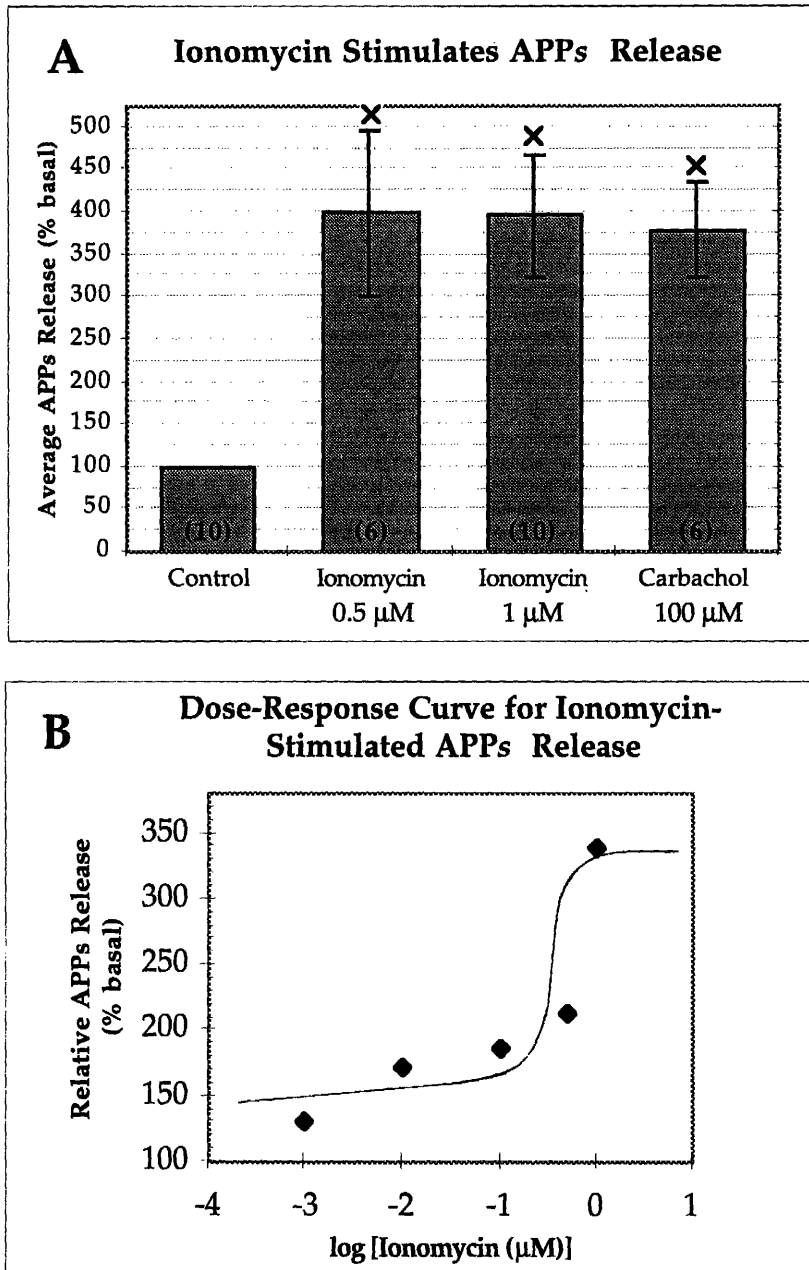 A
Ionomycin Stimulates APPs Release
Average APPs Release (% basal)
500
450
400
350
300
250
200
150
100
50
0
(10)
(6)
(10)
(6)
Control
Ionomycin
0.5 μM
Ionomycin
1 μM
Carbachol
100 μM
B
Dose-Response Curve for Ionomycin-
Stimulated APPs Release
Relative APPs Release
(% basal)
350
300
250
200
150
100
-4
-3
-2
-1
0
1
log [Ionomycin (μM)]